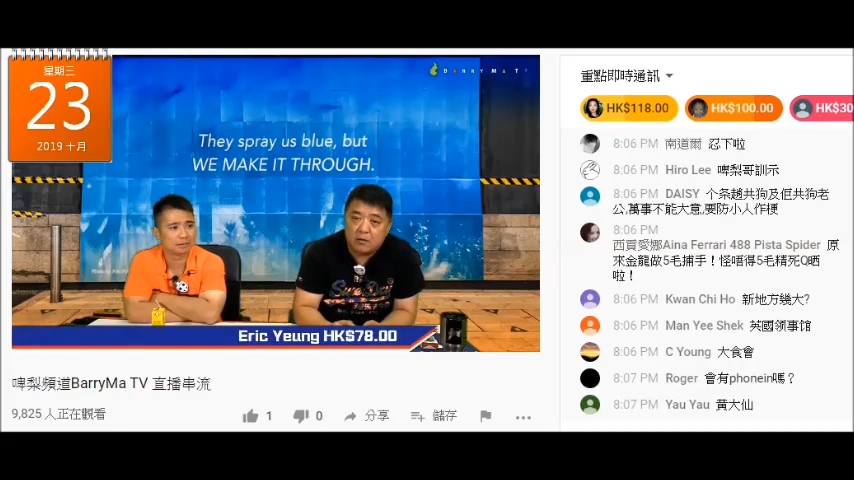 星期三
23
2019 十月
BARRYMA TV
They spray us blue, but
WE MAKE IT THROUGH.
Eric Yeung HK$78.00
啤梨頻道BarryMa TV 直播串流
9,825 人正在觀看
1
0
分享
儲存
重點即時通訊
HK$118.00
HK$100.00
HK$30
8:06 PM 南道爾 忍下啦
8:06 PM Hiro Lee 啤梨哥訓示
8:06 PM DAISY 个条趟共狗及佢共狗老
公,萬事不能大意,要防小人作梗
8:06 PM
西貢愛娜Aina Ferrari 488 Pista Spider 原
來金龍做5毛捕手！怪唔得5毛精死Q晒
啦！
8:06 PM Kwan Chi Ho 新地方幾大?
8:06 PM Man Yee Shek 英國領事馆
8:06 PM C Young 大食會
8:07 PM Roger 會有phonein嗎？
8:07 PM Yau Yau 黃大仙